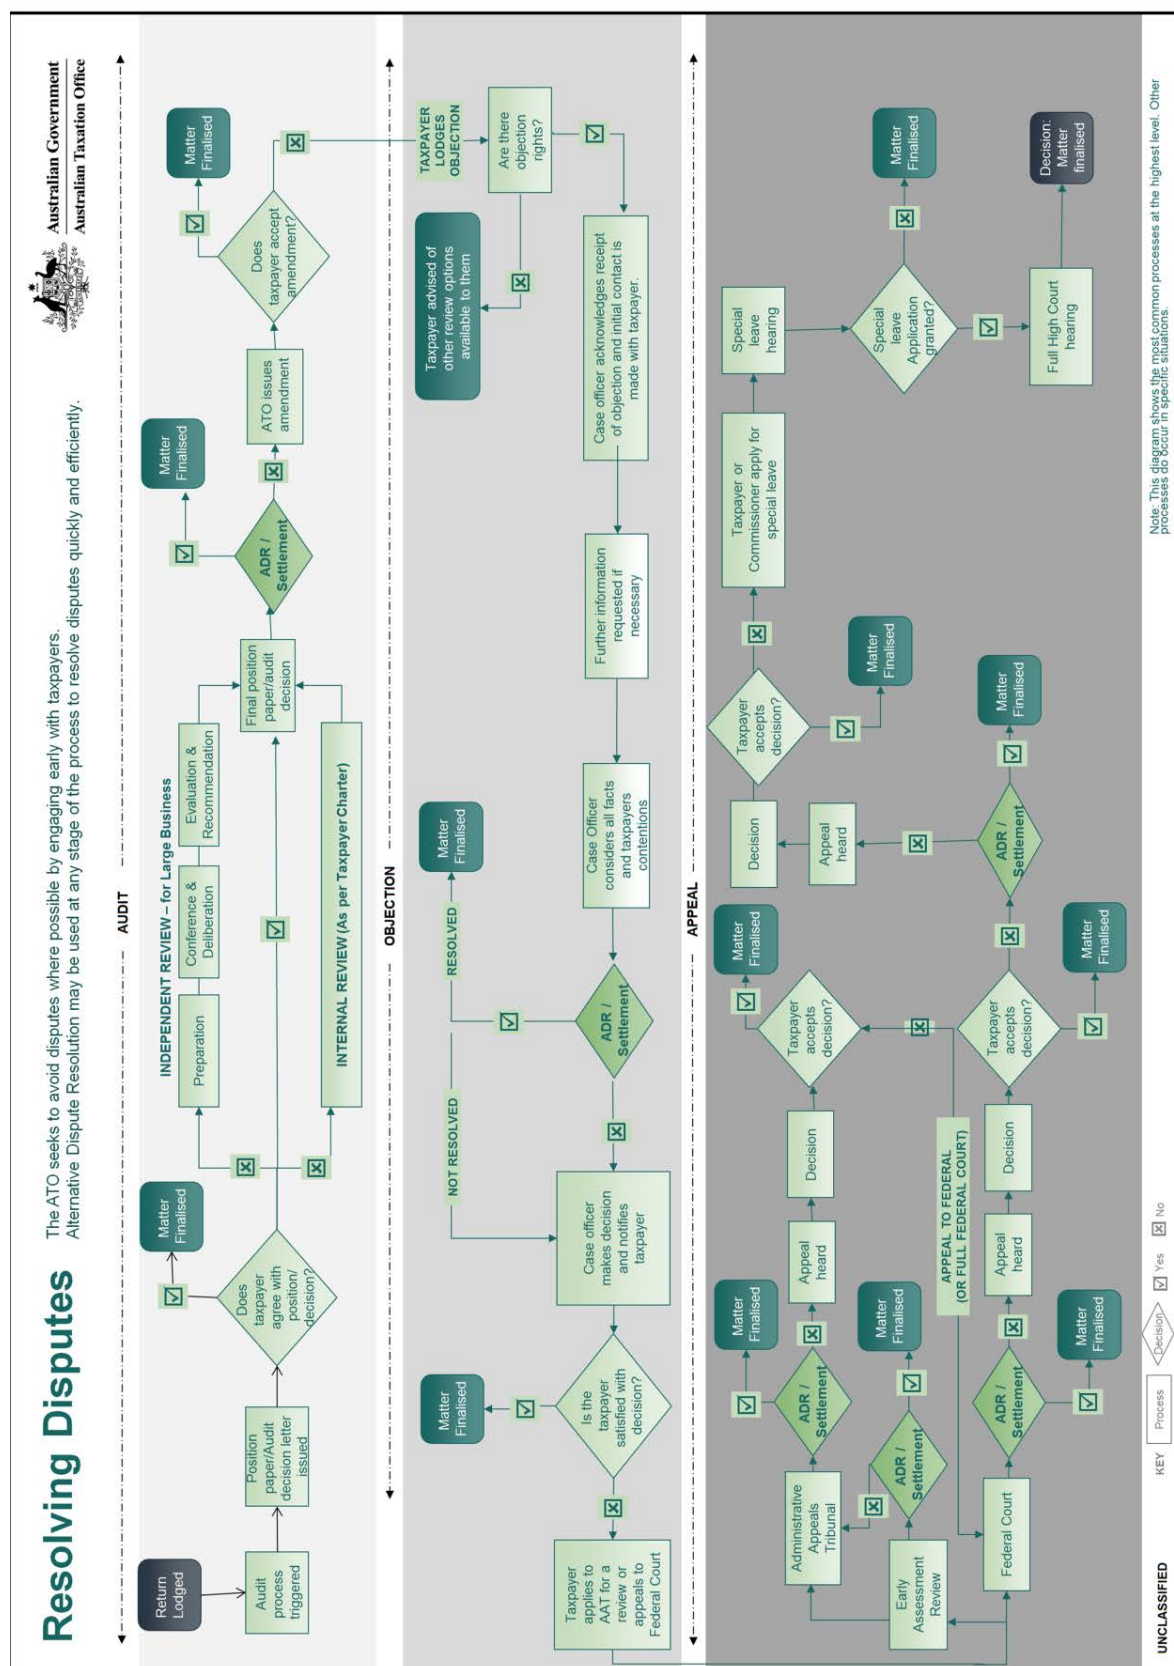 Resolving Disputes
The ATO seeks to avoid disputes where possible by engaging early with taxpayers.
Alternative Dispute Resolution may be used at any stage of the process to resolve disputes quickly and efficiently.
Australian Government
Australian Taxation Office
AUDIT
Return
Lodged
Audit
process
triggered
Position
paper/Audit
decision letter
issued
Does
taxpayer
agree with
position/
decision?
Matter
Finalised
INDEPENDENT REVIEW – for Large Business
Preparation
Conference &
Deliberation
Evaluation &
Recommendation
INTERNAL REVIEW (As per Taxpayer Charter)
Final position
paper/audit
decision
ADR /
Settlement
Matter
Finalised
ATO issues
amendment
Does
taxpayer accept
amendment?
Matter
Finalised
OBJECTION
TAXPAYER
LODGES
OBJECTION
Are there
objection
rights?
Taxpayer advised of
other review options
available to them
Case officer acknowledges receipt
of objection and initial contact is
made with taxpayer.
Further information
requested if
necessary
Case Officer
considers all facts
and taxpayers
contentions
ADR /
Settlement
RESOLVED
Matter
Finalised
NOT RESOLVED
Case officer
makes decision
and notifies
taxpayer
Is the
taxpayer
satisfied with
decision?
Matter
Finalised
Taxpayer
applies to
AAT for a
review or
appeals to
Federal Court
APPEAL
Early
Assessment
Review
ADR /
Settlement
Matter
Finalised
Administrative
Appeals
Tribunal
ADR /
Settlement
Matter
Finalised
Appeal
heard
Decision
Taxpayer
accepts
decision?
Matter
Finalised
APPEAL TO FEDERAL
(OR FULL FEDERAL COURT)
Federal Court
ADR /
Settlement
Matter
Finalised
Appeal
heard
Decision
Taxpayer
accepts
decision?
Matter
Finalised
ADR /
Settlement
Matter
Finalised
Appeal
heard
Decision
Taxpayer
accepts
decision?
Matter
Finalised
Taxpayer or
Commissioner apply for
special leave
Special
leave
hearing
Special
leave
Application
granted?
Matter
Finalised
Full High Court
hearing
Decision:
Matter
finalised
UNCLASSIFIED
KEY
Process
Decision
Yes
No
Note: This diagram shows the most common processes at the highest level. Other
processes do occur in specific situations.